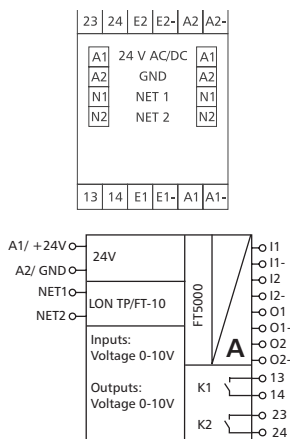 23 24 E2 E2- A2 A2-
A1 24 V AC/DC A1
A2 GND A2
N1 NET 1 N1
N2 NET 2 N2
13 14 E1 E1- A1 A1-
A1/ +24V
A2/ GND
NET1
NET2
24V
LON TP/FT-10
Inputs:
Voltage 0-10V
Outputs:
Voltage 0-10V
FT5000
A
K1
K2
I1
I1-
I2
I2-
O1
O1-
O2
O2-
13
14
23
24